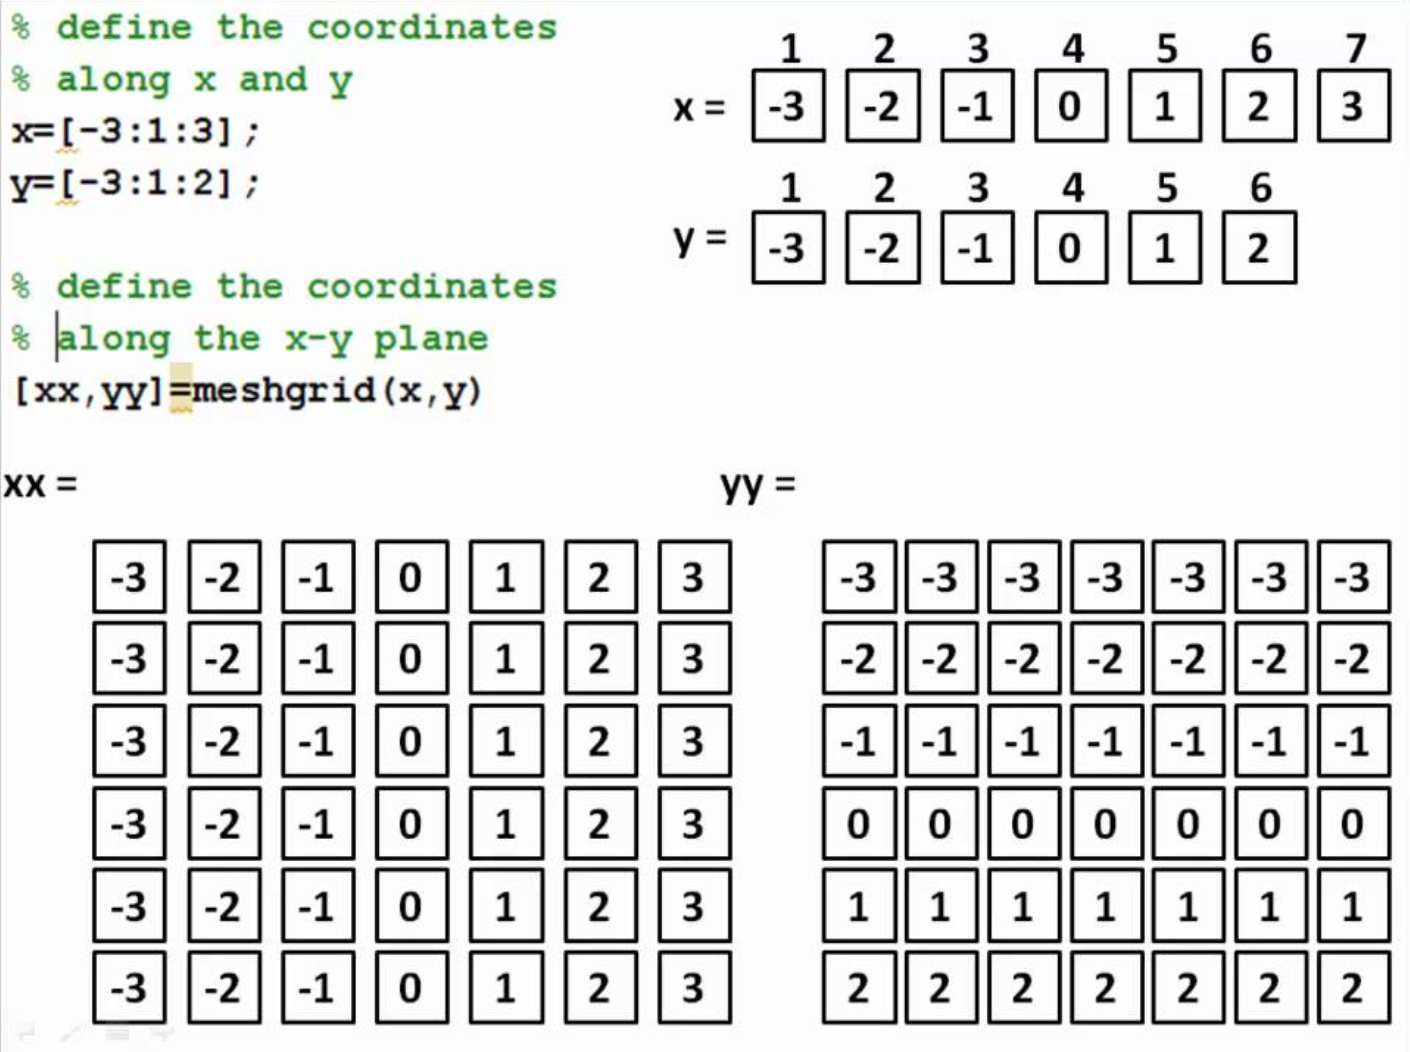 % define the coordinates
% along x and y
x=[-3:1:3];
y=[-3:1:2];
% define the coordinates
% along the x-y plane
[xx,yy]=meshgrid(x,y)
1 2 3 4 5 6 7
x = -3 -2 -1 0 1 2 3
1 2 3 4 5 6
y = -3 -2 -1 0 1 2
xx =
-3 -2 -1 0 1 2 3
-3 -2 -1 0 1 2 3
-3 -2 -1 0 1 2 3
-3 -2 -1 0 1 2 3
-3 -2 -1 0 1 2 3
-3 -2 -1 0 1 2 3
yy =
-3 -3 -3 -3 -3 -3 -3
-2 -2 -2 -2 -2 -2 -2
-1 -1 -1 -1 -1 -1 -1
0 0 0 0 0 0 0
1 1 1 1 1 1 1
2 2 2 2 2 2 2